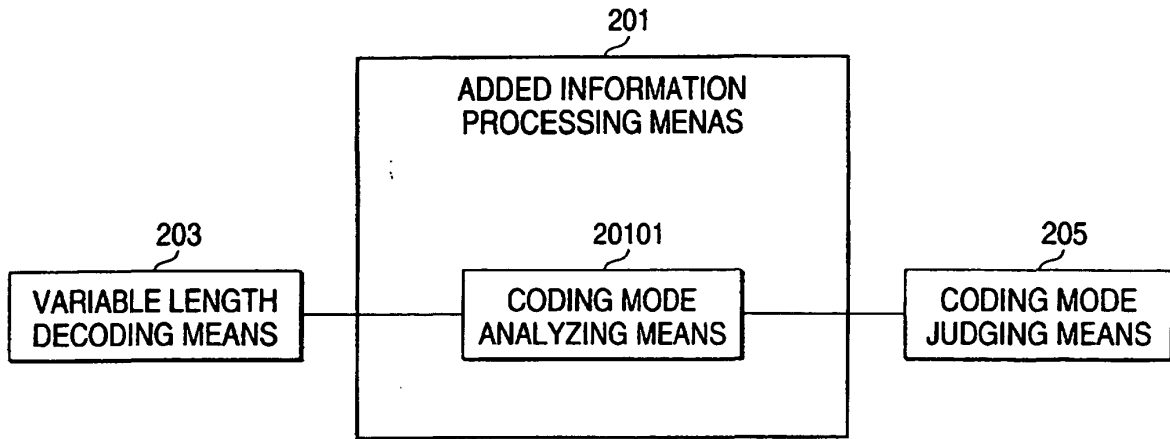 201
ADDED INFORMATION
PROCESSING MENAS
203
VARIABLE LENGTH
DECODING MEANS
20101
CODING MODE
ANALYZING MEANS
205
CODING MODE
JUDGING MEANS